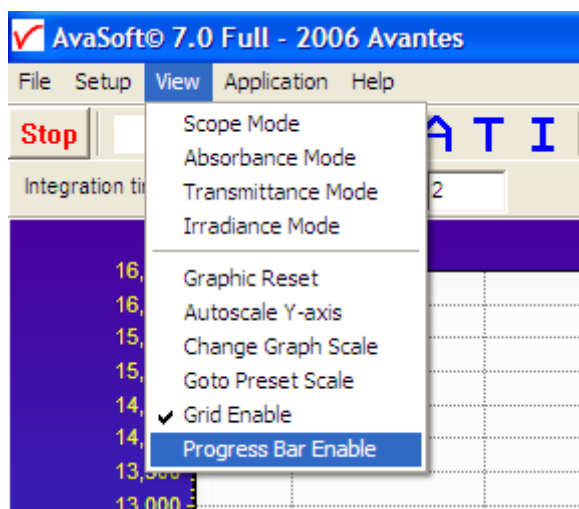 AvaSoft© 7.0 Full - 2006 Avantes
File Setup View Application Help
Stop A T I
Integration 2
Scope Mode
Absorbance Mode
Transmittance Mode
Irradiance Mode
Graphic Reset
Autoscale Y-axis
Change Graph Scale
Goto Preset Scale
Grid Enable
Progress Bar Enable
16,
16,
15,
15,
14,
14,
13,
13,000